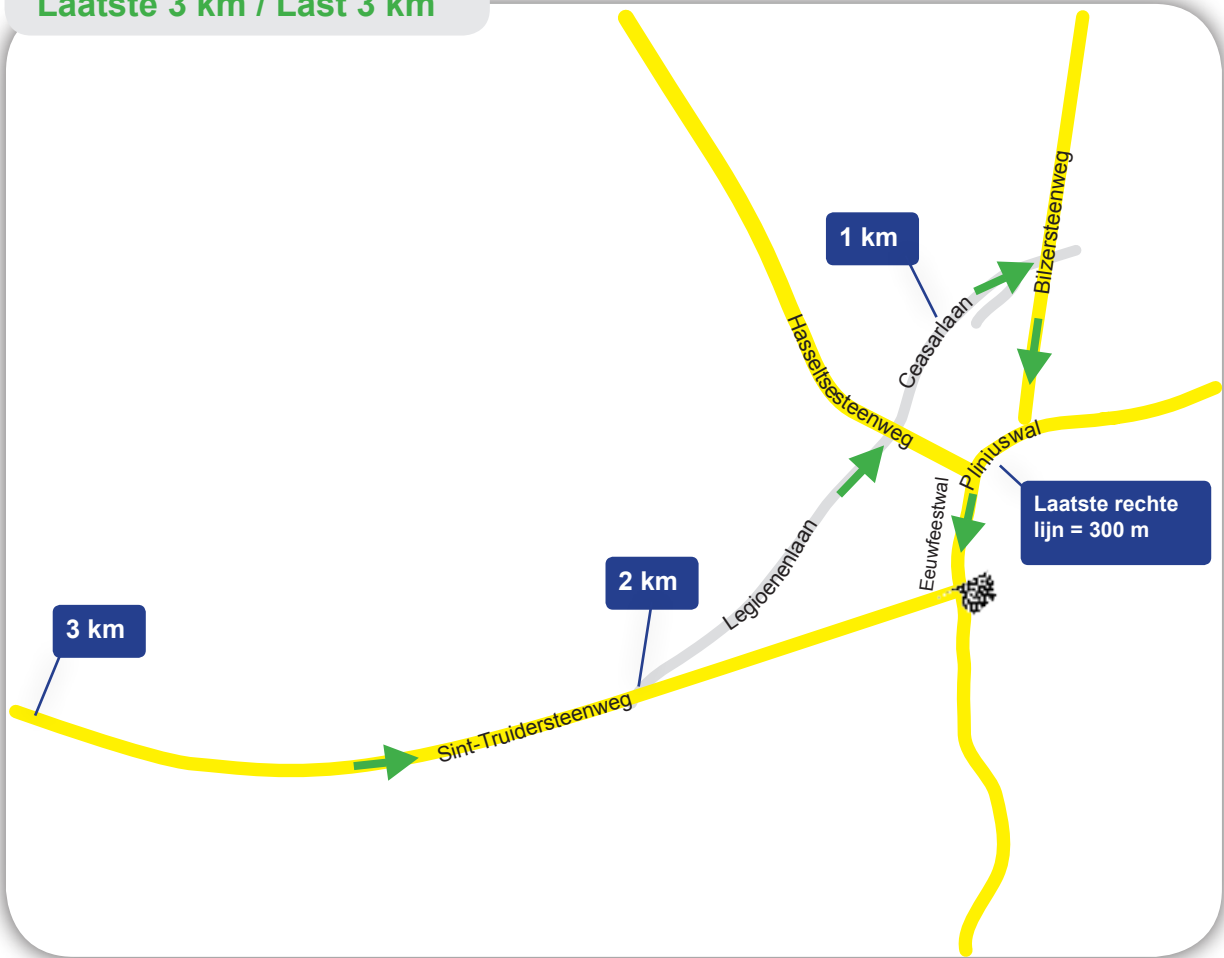 Laatste 3 km / Last 3 km
Bilzersteenweg
1 km
Ceasarlaan
Hasseltsesteenweg
Pliniuswal
Laatste rechte
lijn = 300 m
Eeuwfeestwal
Legioenenlaan
2 km
3 km
Sint-Truidersteenweg